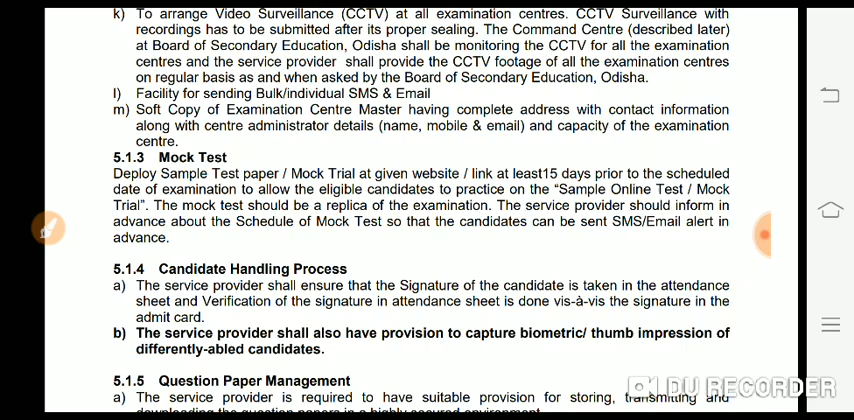 k) To arrange Video Surveillance (CCTV) at all examination centres. CCTV Surveillance with
recordings has to be submitted after its proper sealing. The Command Centre (described later)
at Board of Secondary Education, Odisha shall be monitoring the CCTV for all the examination
centres and the service provider shall provide the CCTV footage of all the examination centres
on regular basis as and when asked by the Board of Secondary Education, Odisha.
l) Facility for sending Bulk/individual SMS & Email
m) Soft Copy of Examination Centre Master having complete address with contact information
along with centre administrator details (name, mobile & email) and capacity of the examination
centre.
5.1.3 Mock Test
Deploy Sample Test paper / Mock Trial at given website / link at least15 days prior to the scheduled
date of examination to allow the eligible candidates to practice on the “Sample Online Test / Mock
Trial”. The mock test should be a replica of the examination. The service provider should inform in
advance about the Schedule of Mock Test so that the candidates can be sent SMS/Email alert in
advance.
5.1.4 Candidate Handling Process
a) The service provider shall ensure that the Signature of the candidate is taken in the attendance
sheet and Verification of the signature in attendance sheet is done vis-à-vis the signature in the
admit card.
b) The service provider shall also have provision to capture biometric/ thumb impression of
differently-abled candidates.
5.1.5 Question Paper Management
a) The service provider is required to have suitable provision for storing, transmitting and
downloading the question papers in a highly secured environment.
DU RECORDER